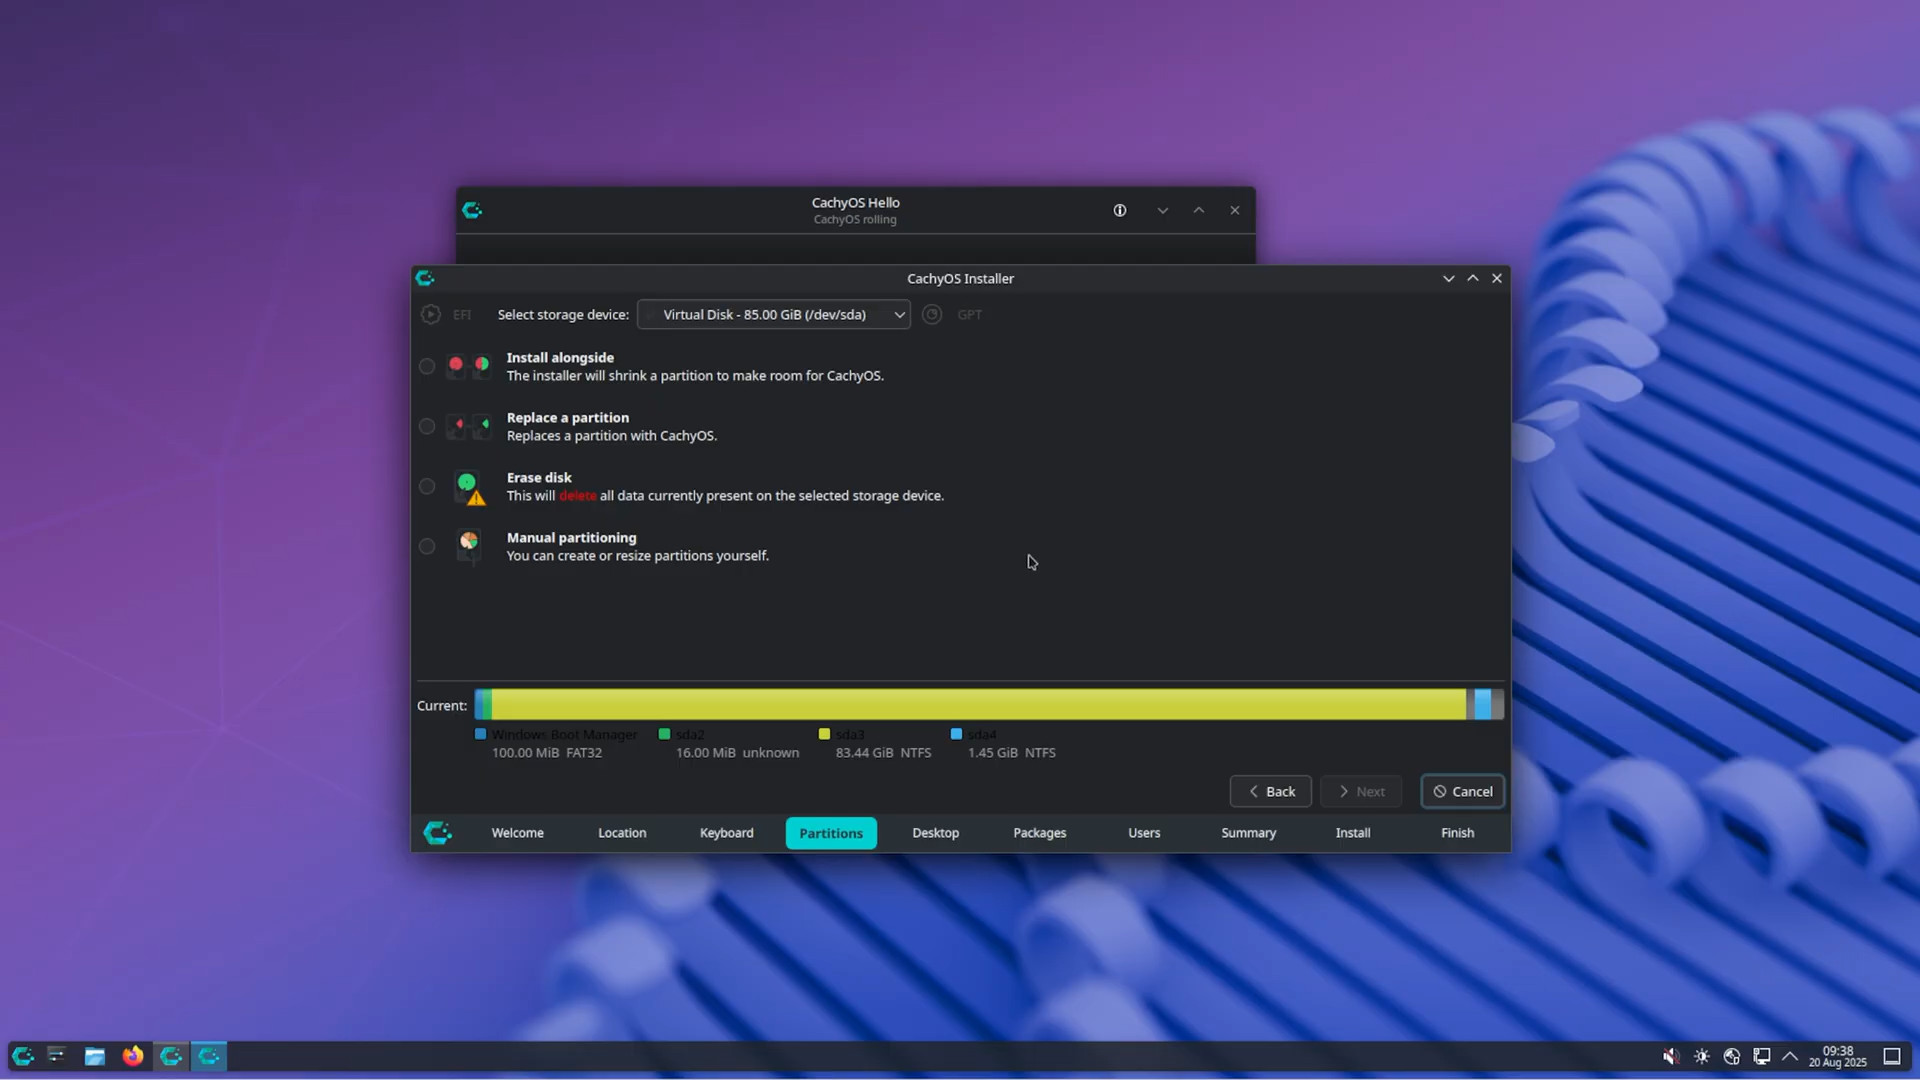 CachyOS Hello
CachyOS rolling
CachyOS Installer
EFI
Select storage device:
Virtual Disk - 85.00 GiB (/dev/sda)
GPT
Install alongside
The installer will shrink a partition to make room for CachyOS.
Replace a partition
Replaces a partition with CachyOS.
Erase disk
This will delete all data currently present on the selected storage device.
Manual partitioning
You can create or resize partitions yourself.
Current:
Windows Boot Manager
100.00 MiB FAT32
sda2
16.00 MiB unknown
sda3
83.44 GiB NTFS
sda4
1.45 GiB NTFS
Back
Next
Cancel
Welcome
Location
Keyboard
Partitions
Desktop
Packages
Users
Summary
Install
Finish
09:38
20 Aug 2025